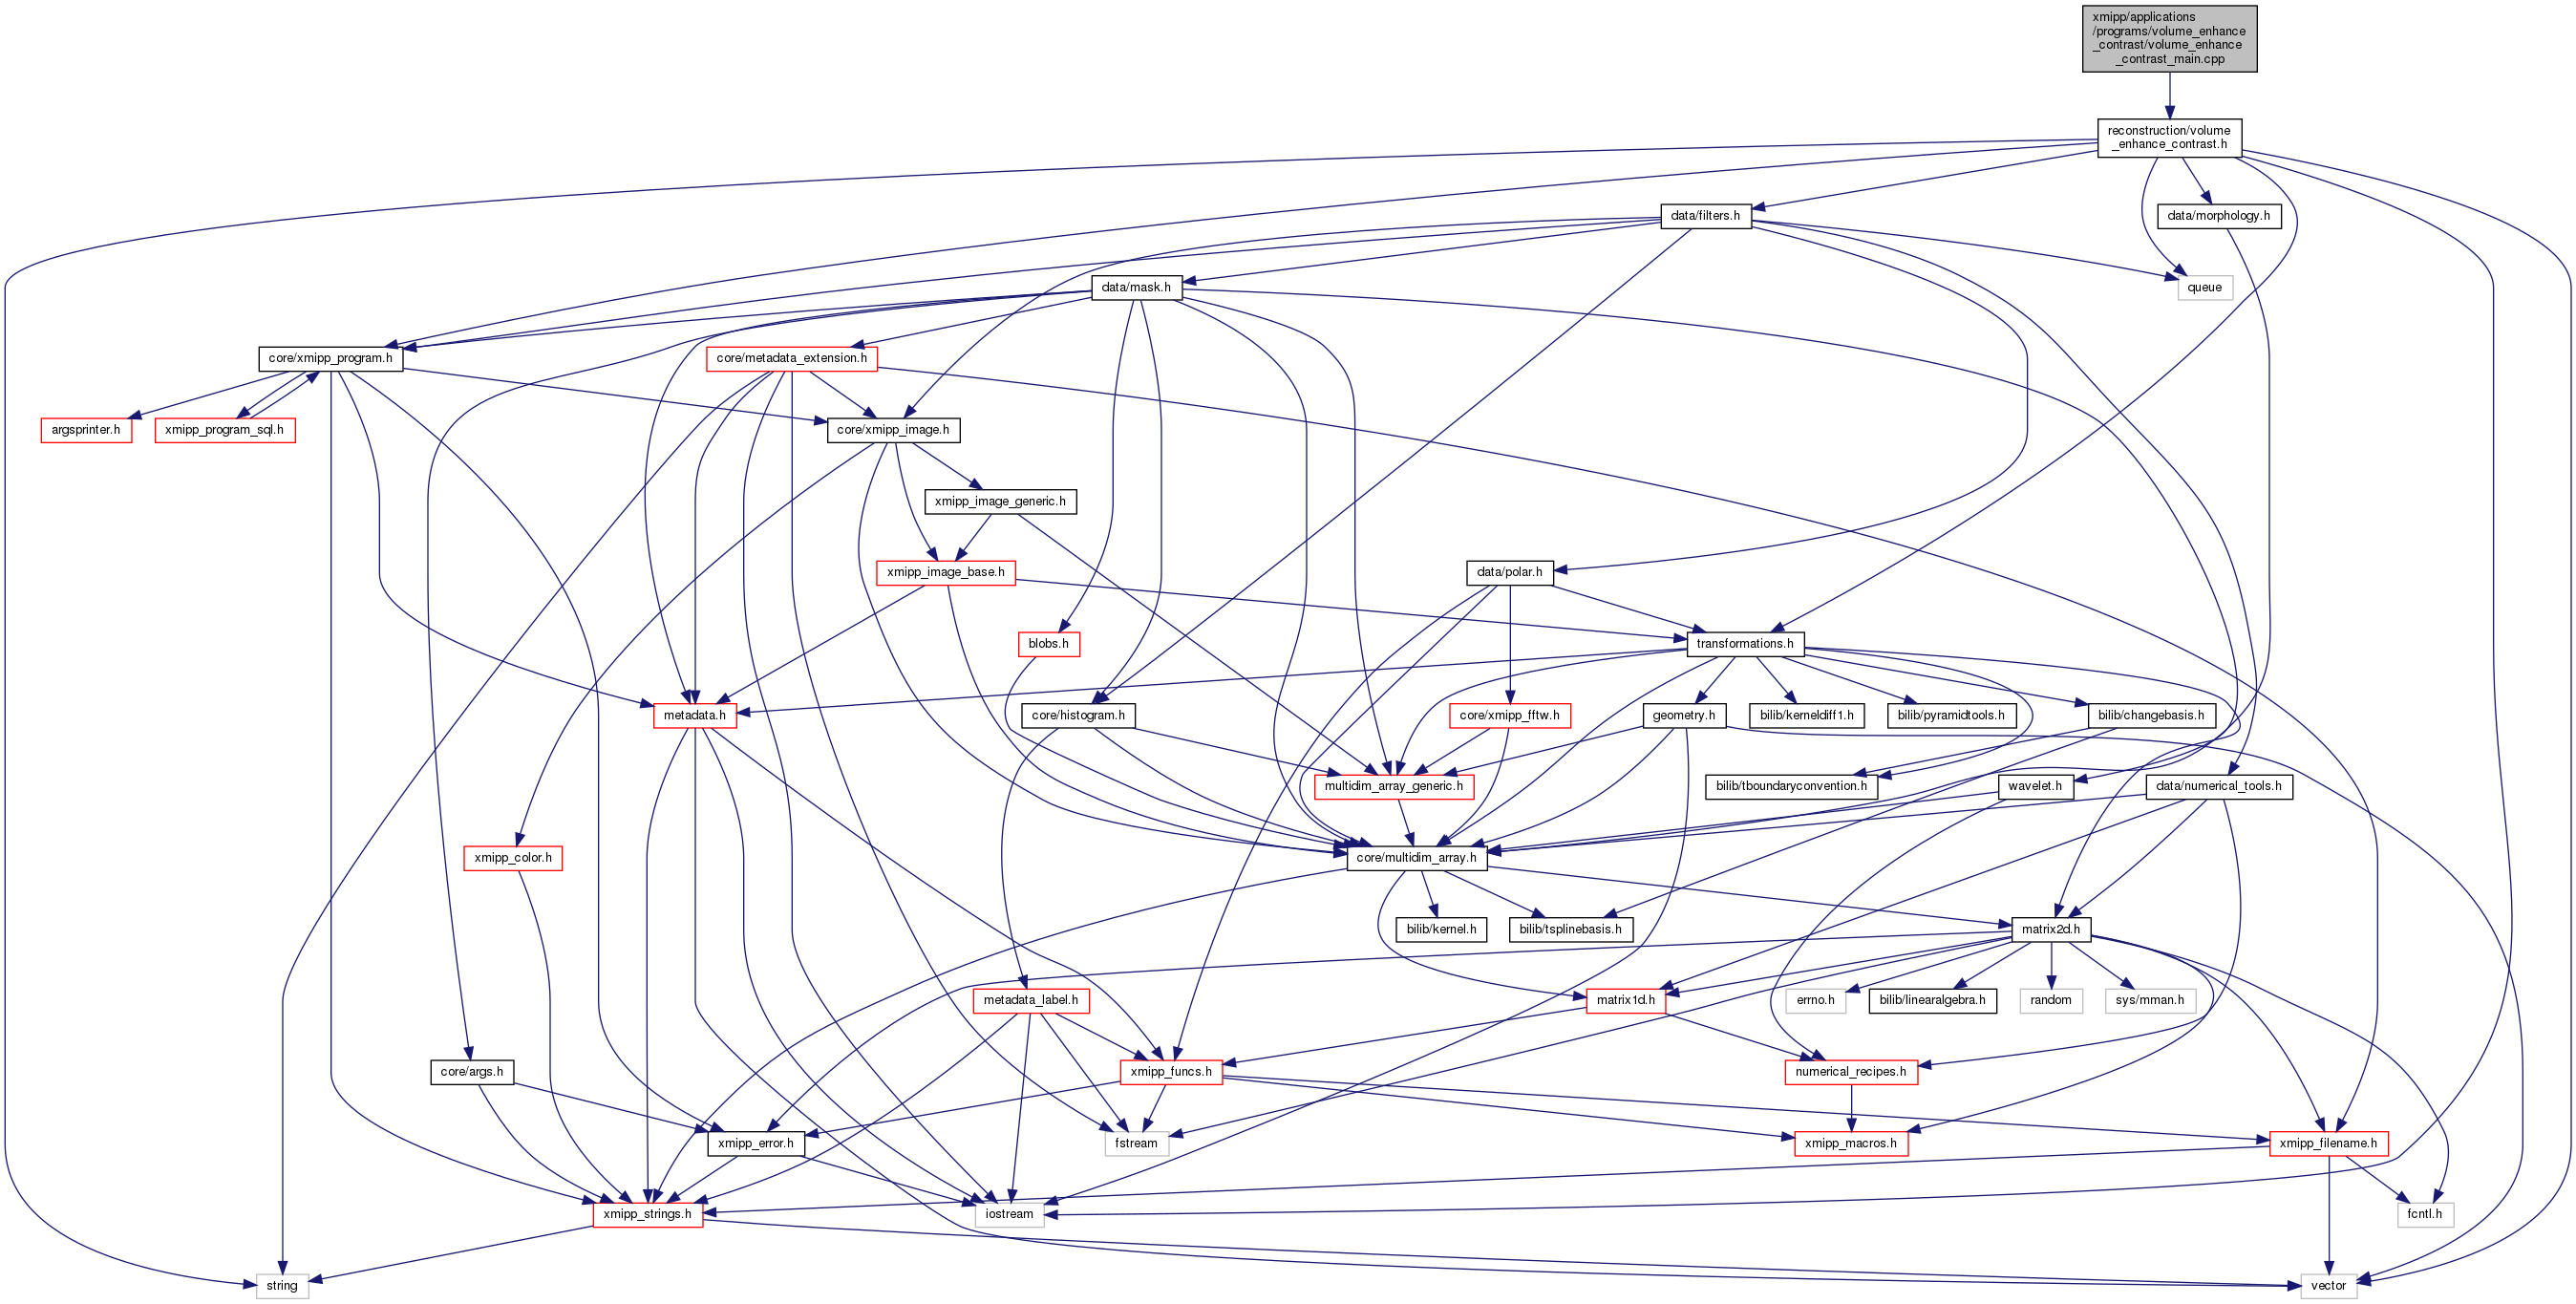 xmipp/applications
/programs/volume_enhance
_contrast/volume_enhance
_contrast_main.cpp
reconstruction/volume
_enhance_contrast.h
data/filters.h
data/morphology.h
data/mask.h
queue
core/xmipp_program.h
core/metadata_extension.h
argsprinter.h
xmipp_program_sql.h
core/xmipp_image.h
xmipp_image_generic.h
xmipp_image_base.h
data/polar.h
blobs.h
transformations.h
metadata.h
core/histogram.h
core/xmipp_fftw.h
geometry.h
bilib/kerneldiff1.h
bilib/pyramidtools.h
bilib/changebasis.h
multidim_array_generic.h
bilib/tboundaryconvention.h
wavelet.h
data/numerical_tools.h
xmipp_color.h
core/multidim_array.h
bilib/kernel.h
bilib/tsplinebasis.h
matrix2d.h
metadata_label.h
matrix1d.h
errno.h
bilib/linearalgebra.h
random
sys/mman.h
core/args.h
xmipp_funcs.h
numerical_recipes.h
xmipp_error.h
fstream
xmipp_macros.h
xmipp_filename.h
xmipp_strings.h
iostream
fcntl.h
string
vector